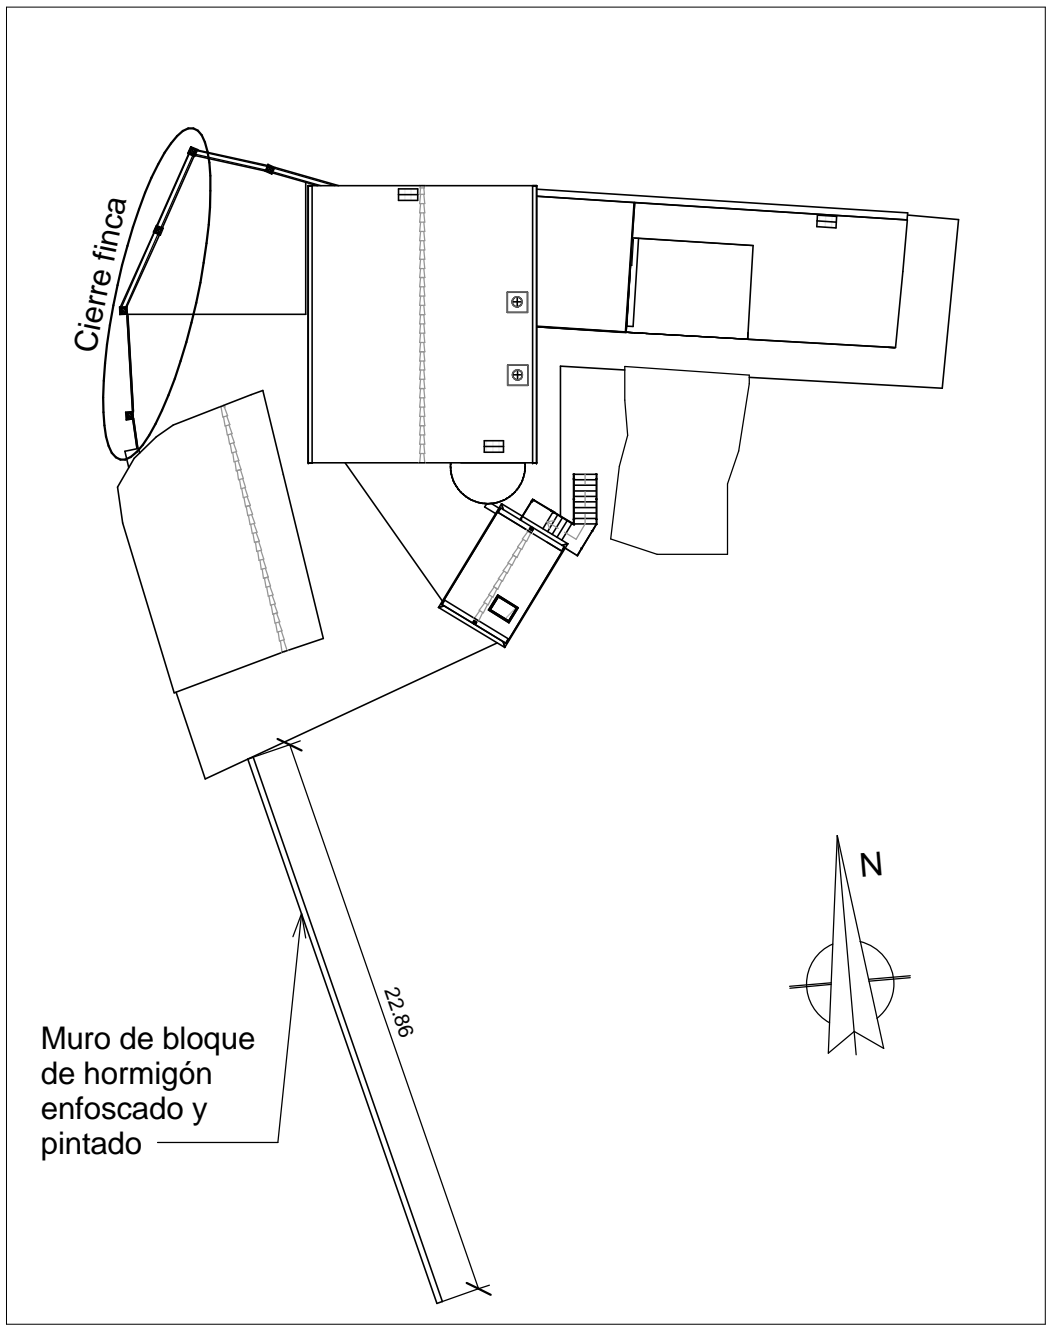 Cierre finca
N
22.86
Muro de bloque
de hormigón
enfoscado y
pintado